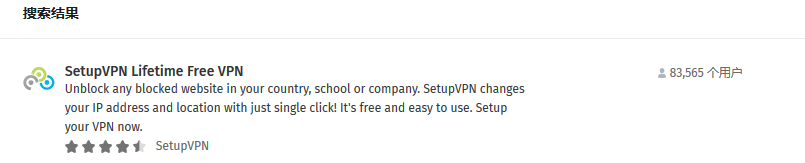 搜索结果
SetupVPN Lifetime Free VPN
83,565 个用户
Unblock any blocked website in your country, school or company. SetupVPN changes
your IP address and location with just single click! It's free and easy to use. Setup
your VPN now.
SetupVPN